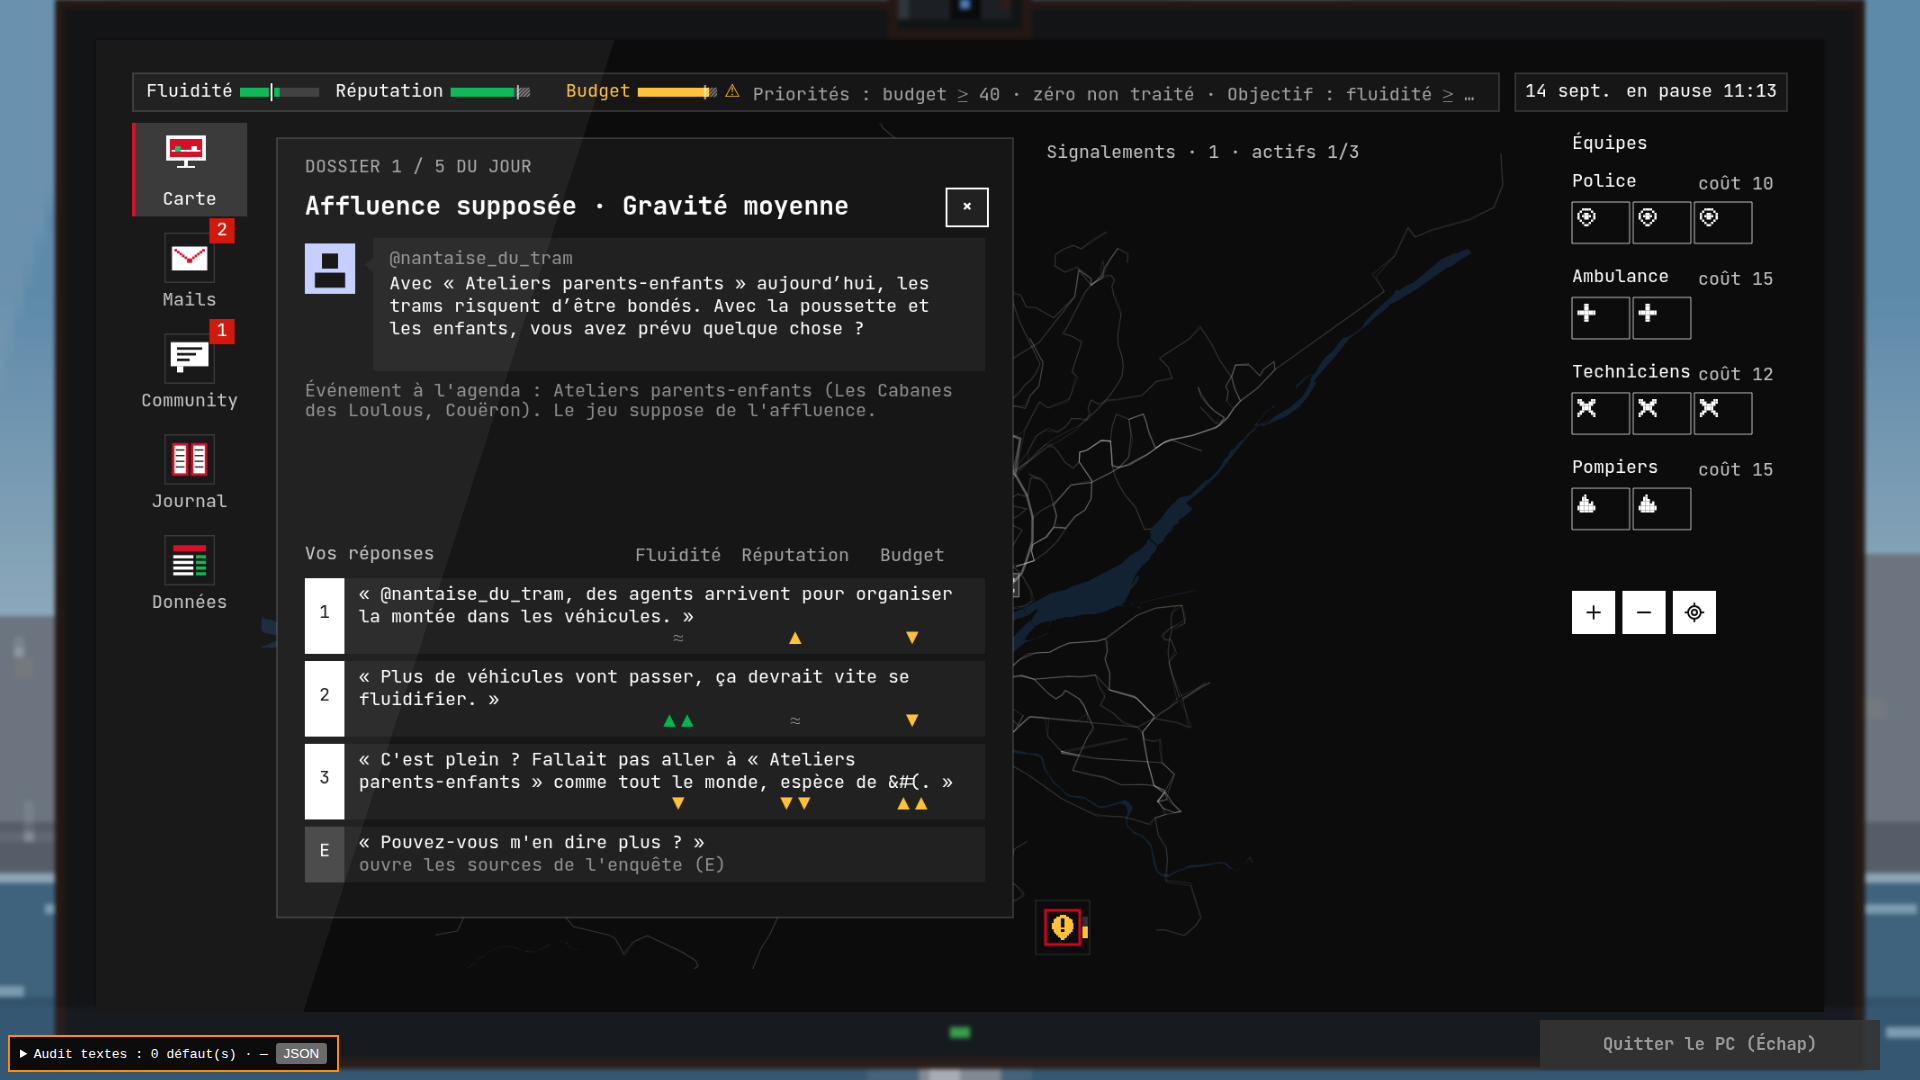 Fluidité Réputation Budget ⚠ Priorités : budget ≥ 40 · zéro non traité · Objectif : fluidité ≥ …
14 sept. en pause 11:13
Carte
2
Mails
1
Community
Journal
Données
DOSSIER 1 / 5 DU JOUR
Affluence supposée · Gravité moyenne
×
@nantaise_du_tram
Avec « Ateliers parents-enfants » aujourd’hui, les
trams risquent d’être bondés. Avec la poussette et
les enfants, vous avez prévu quelque chose ?
Événement à l'agenda : Ateliers parents-enfants (Les Cabanes
des Loulous, Couëron). Le jeu suppose de l'affluence.
Vos réponses Fluidité Réputation Budget
1
« @nantaise_du_tram, des agents arrivent pour organiser
la montée dans les véhicules. »
≈ ▲ ▼
2
« Plus de véhicules vont passer, ça devrait vite se
fluidifier. »
▲▲ ≈ ▼
3
« C'est plein ? Fallait pas aller à « Ateliers
parents-enfants » comme tout le monde, espèce de &#(. »
▼ ▼▼ ▲▲
E
« Pouvez-vous m'en dire plus ? »
ouvre les sources de l'enquête (E)
Signalements · 1 · actifs 1/3
Équipes
Police coût 10
Ambulance coût 15
Techniciens coût 12
Pompiers coût 15
+ −
Audit textes : 0 défaut(s) · — JSON
Quitter le PC (Échap)